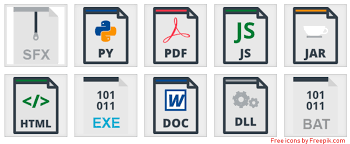 SFX
PY
PDF
JS
JS
JAR
</>
HTML
101
011
EXE
W
DOC
DLL
101
011
BAT
Free icons by Freepik.com